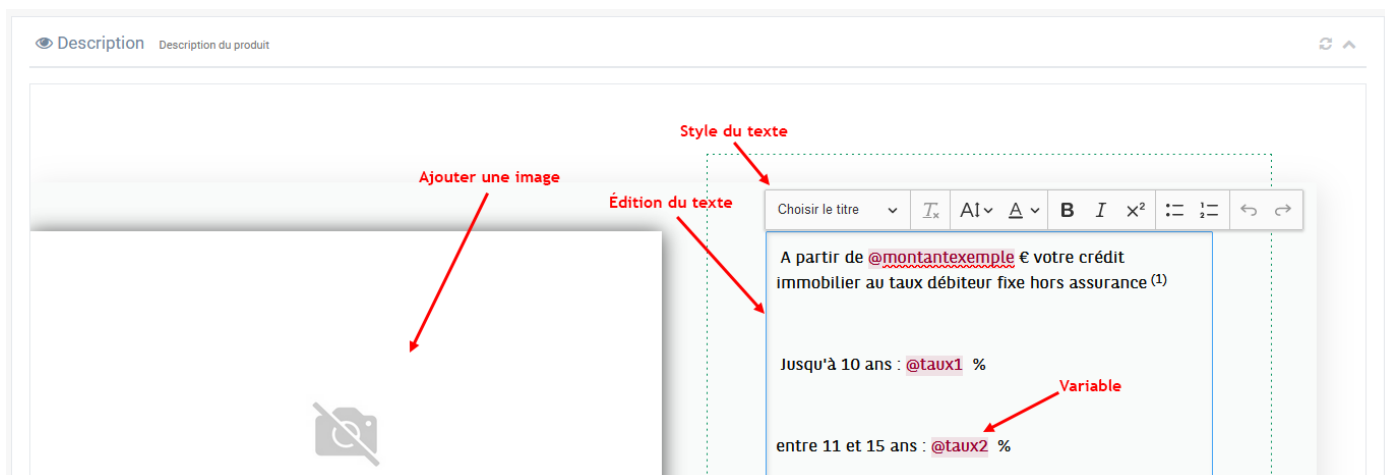 Description Description du produit
Style du texte
Ajouter une image
Édition du texte
Choisir le titre
A partir de @montantexemple € votre crédit
immobilier au taux débiteur fixe hors assurance (1)
Jusqu'à 10 ans : @taux1 %
Variable
entre 11 et 15 ans : @taux2 %